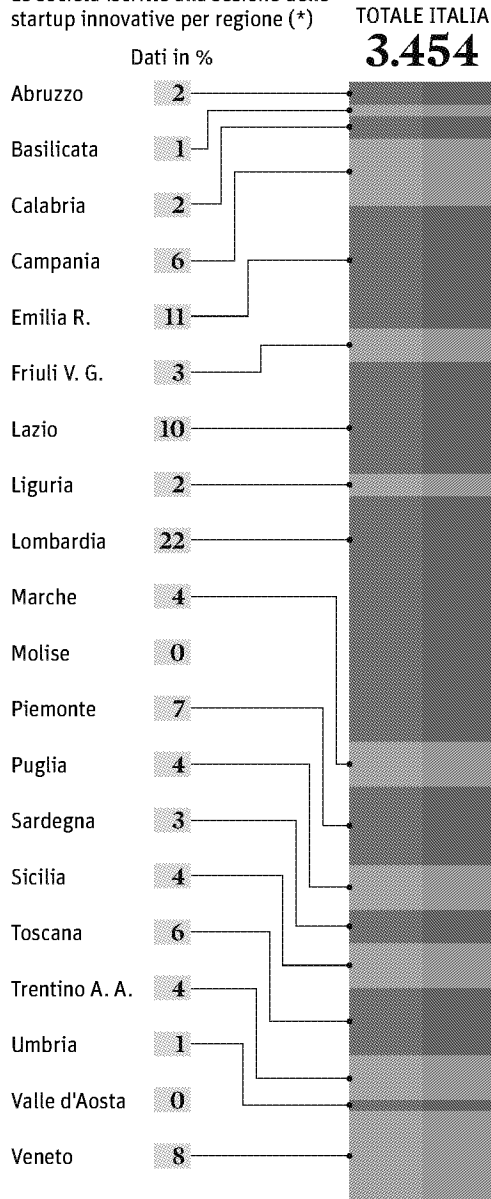 startup innovative per regione (*)
TOTALE ITALIA
3.454
Dati in %
Abruzzo 2
Basilicata 1
Calabria 2
Campania 6
Emilia R. 11
Friuli V. G. 3
Lazio 10
Liguria 2
Lombardia 22
Marche 4
Molise 0
Piemonte 7
Puglia 4
Sardegna 3
Sicilia 4
Toscana 6
Trentino A. A. 4
Umbria 1
Valle d'Aosta 0
Veneto 8